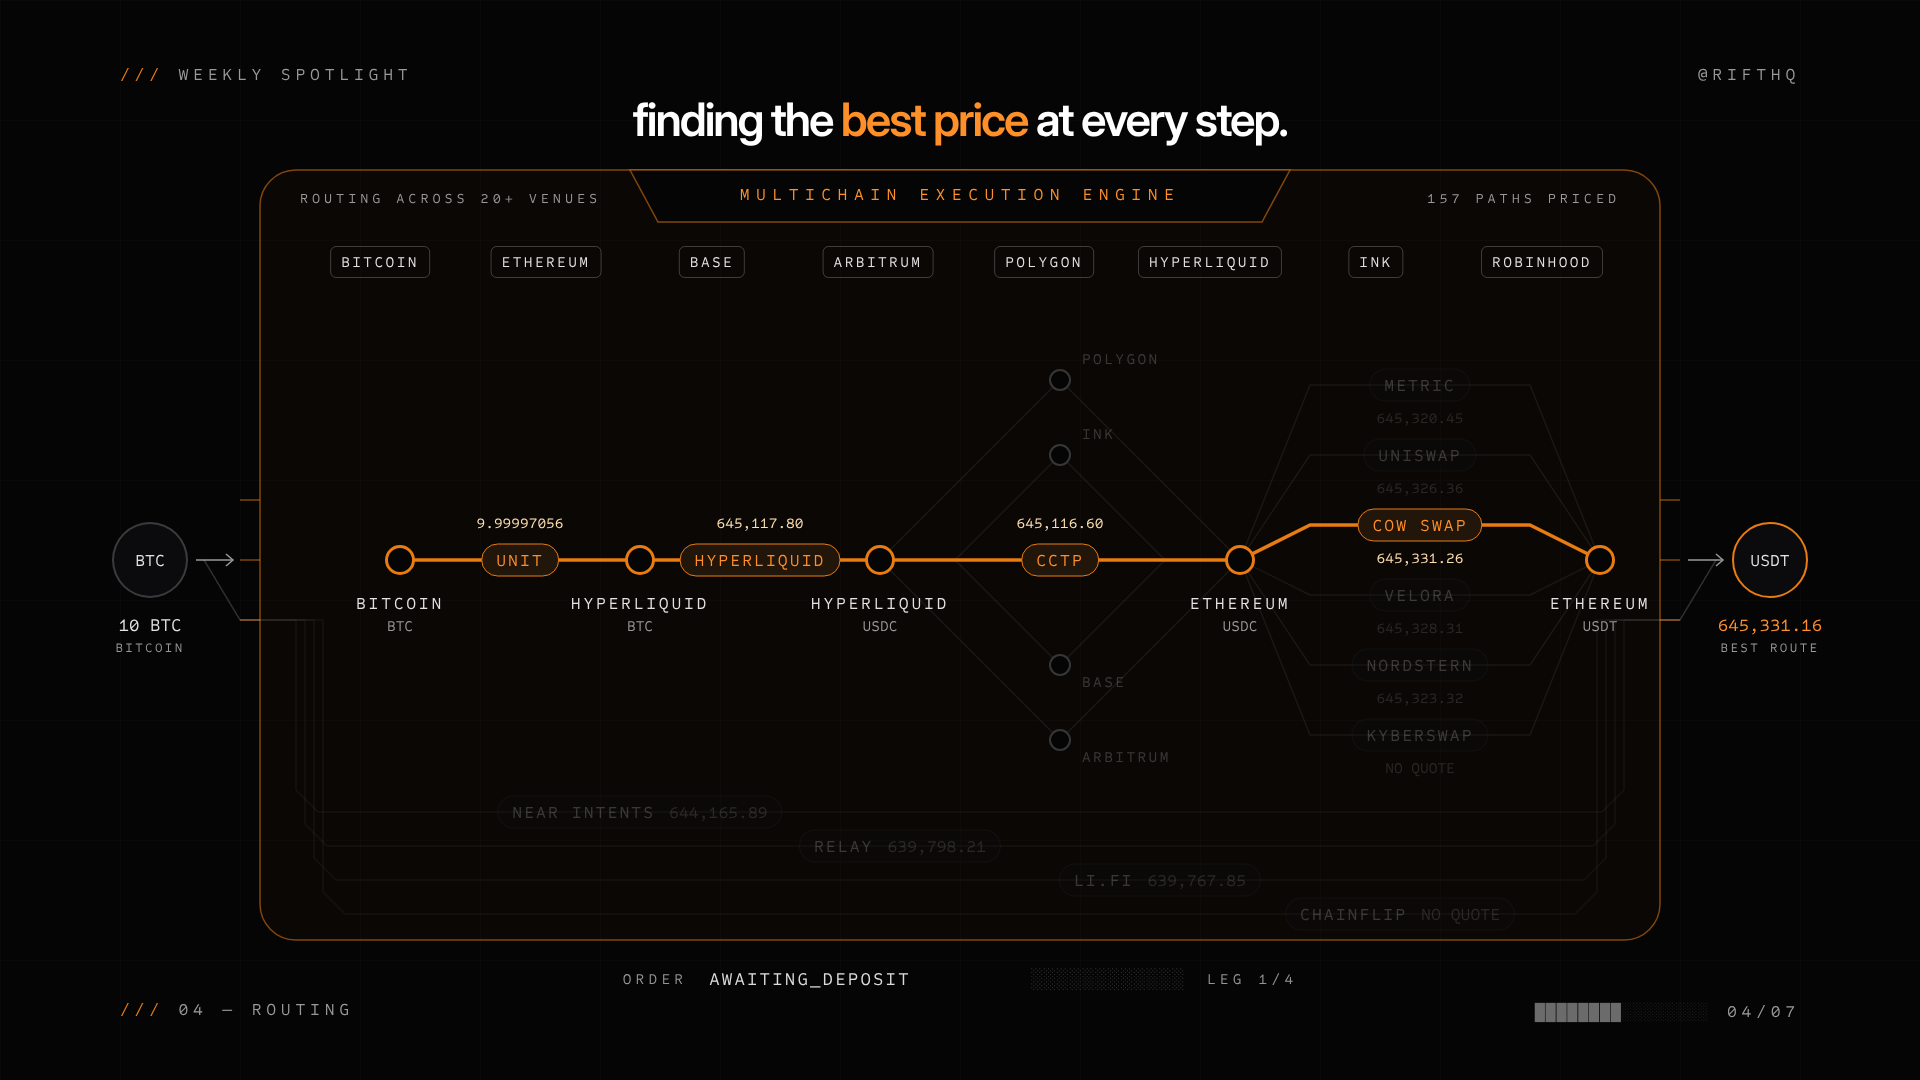 /// WEEKLY SPOTLIGHT
@RIFTHQ
finding the best price at every step.
ROUTING ACROSS 20+ VENUES
MULTICHAIN EXECUTION ENGINE
157 PATHS PRICED
BITCOIN
ETHEREUM
BASE
ARBITRUM
POLYGON
HYPERLIQUID
INK
ROBINHOOD
BTC
10 BTC
BITCOIN
BITCOIN
BTC
9.99997056
UNIT
HYPERLIQUID
BTC
645,117.80
HYPERLIQUID
HYPERLIQUID
USDC
POLYGON
INK
645,116.60
CCTP
BASE
ARBITRUM
ETHEREUM
USDC
METRIC
645,320.45
UNISWAP
645,326.36
COW SWAP
645,331.26
VELORA
645,328.31
NORDSTERN
645,323.32
KYBERSWAP
NO QUOTE
ETHEREUM
USDT
USDT
645,331.16
BEST ROUTE
NEAR INTENTS 644,165.89
RELAY 639,798.21
LI.FI 639,767.85
CHAINFLIP NO QUOTE
ORDER AWAITING_DEPOSIT
LEG 1/4
/// 04 — ROUTING
04/07